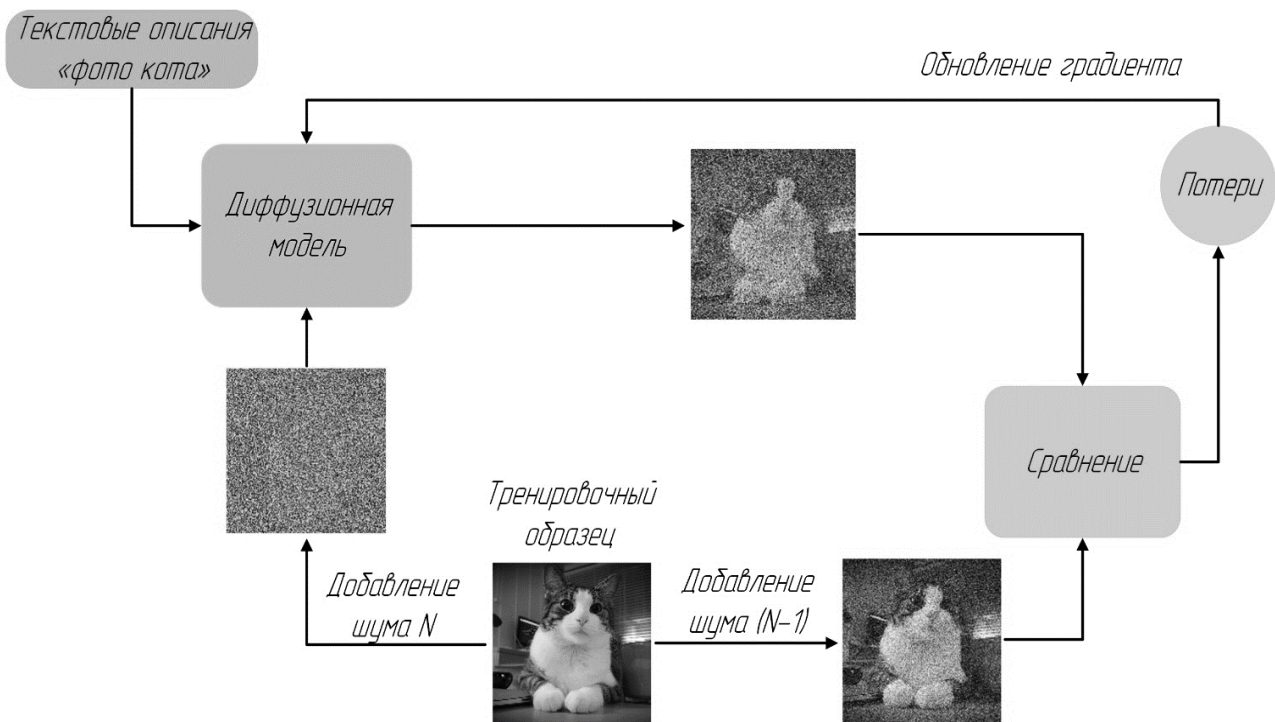 Текстовые описания
«фото кота»
Обновление градиента
Потери
Диффузионная
модель
Сравнение
Тренировочный
образец
Добавление
шума N
Добавление
шума (N-1)